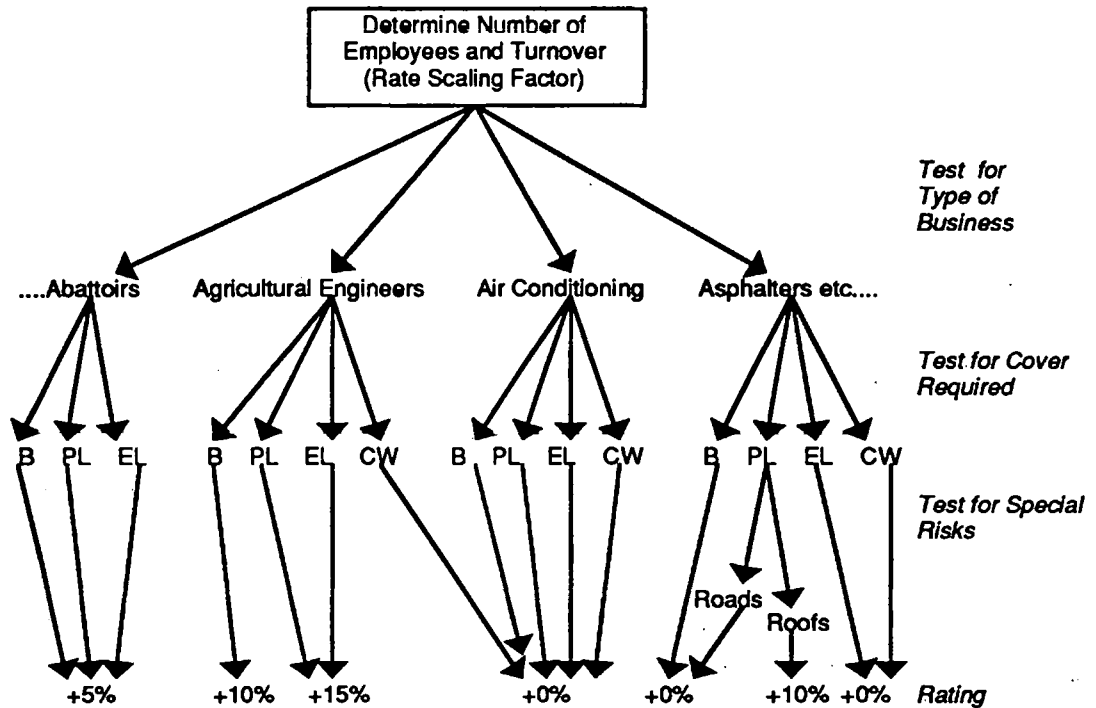 Determine Number of
Employees and Turnover
(Rate Scaling Factor)
Test for
Type of
Business
....Abattoirs Agricultural Engineers Air Conditioning Asphalters etc....
Test for Cover
Required
B PL EL B PL EL CW B PL EL CW B PL EL CW
Test for Special
Risks
Roads
Roofs
+5% +10% +15% +0% +0% +10% +0% Rating